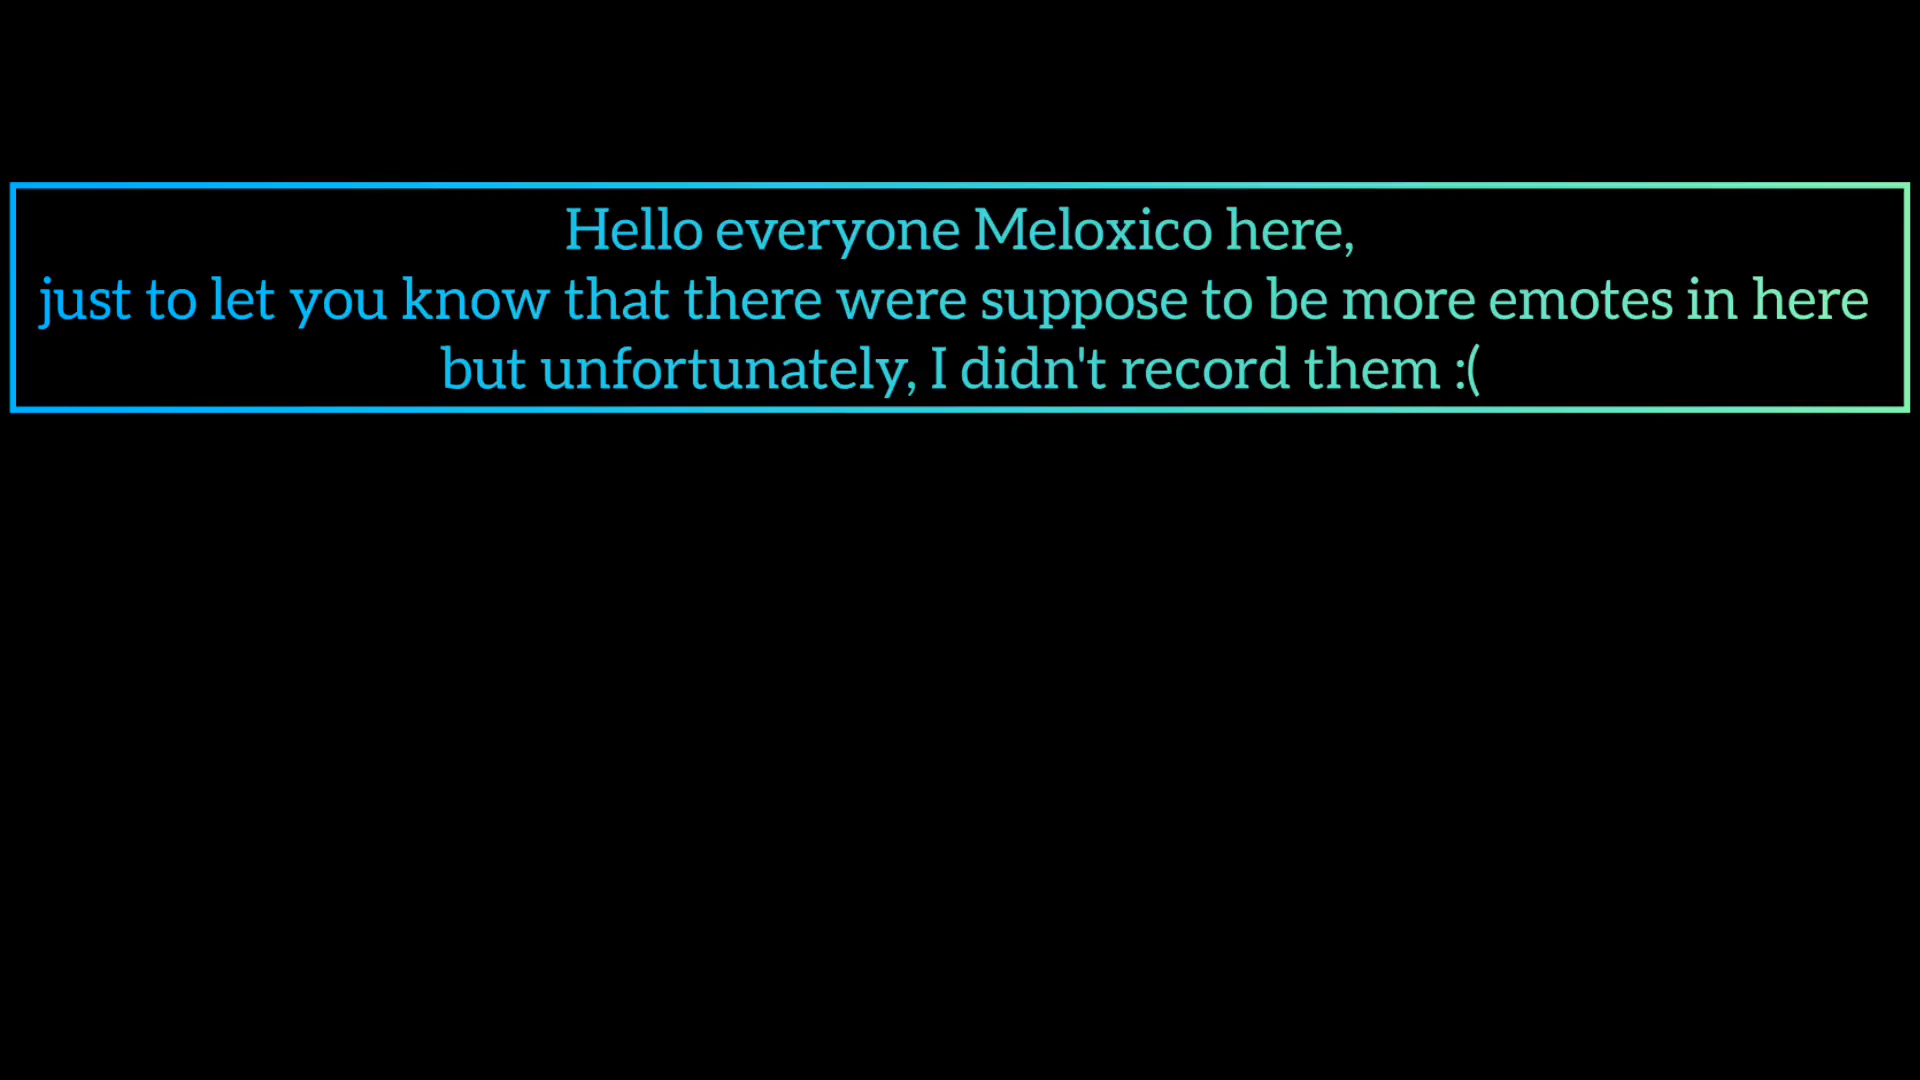 Hello everyone Meloxico here,
just to let you know that there were suppose to be more emotes in here
but unfortunately, I didn't record them :(